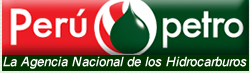 Perú petro
La Agencia Nacional de los Hidrocarburos